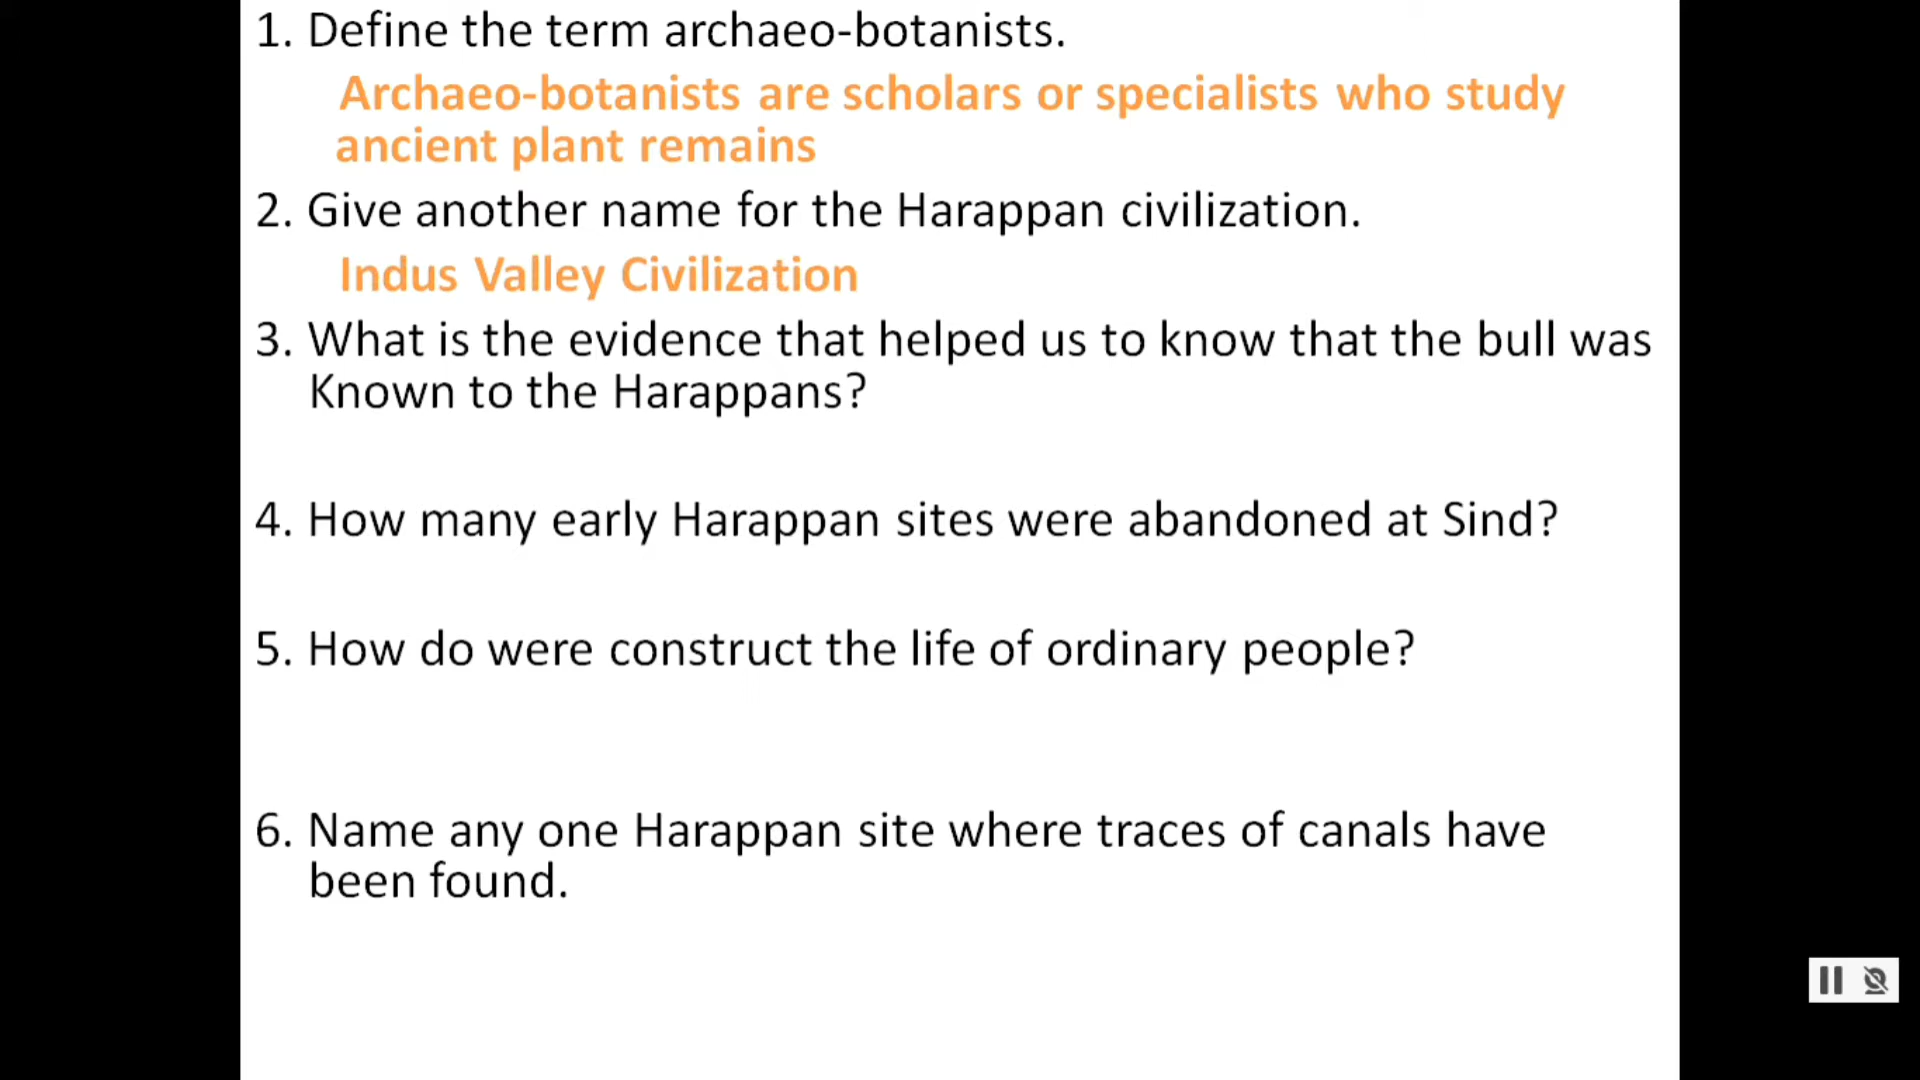 1. Define the term archaeo-botanists.
Archaeo-botanists are scholars or specialists who study
ancient plant remains
2. Give another name for the Harappan civilization.
Indus Valley Civilization
3. What is the evidence that helped us to know that the bull was
Known to the Harappans?
4. How many early Harappan sites were abandoned at Sind?
5. How do were construct the life of ordinary people?
6. Name any one Harappan site where traces of canals have
been found.